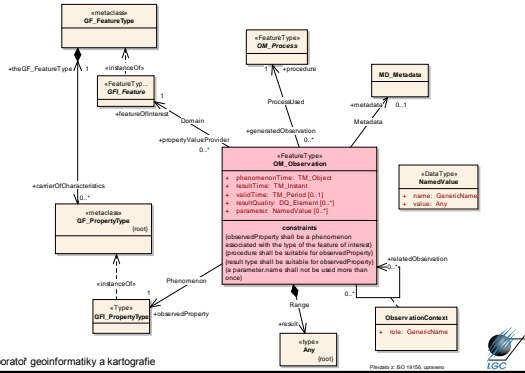 «metaclass»
GF_FeatureType
+theGF_FeatureType
1
«instanceOf»
«FeatureTyp...
GFI_Feature
1
+featureOfInterest
Domain
+propertyValueProvider
0..*
«FeatureType»
OM_Process
1
+procedure
ProcessUsed
+generatedObservation
0..*
MD_Metadata
+metadata
0..1
Metadata
«FeatureType»
OM_Observation
+ phenomenonTime: TM_Object
+ resultTime: TM_Instant
+ validTime: TM_Period [0..1]
+ resultQuality: DQ_Element [0..*]
+ parameter: NamedValue [0..*]
constraints
{observedProperty shall be a phenomenon
associated with the type of the feature of interest}
{procedure shall be suitable for observedProperty}
{result type shall be suitable for observedProperty}
{a parameter.name shall not be used more than
once}
«DataType»
NamedValue
+ name: GenericName
+ value: Any
+carrierOfCharacteristics
0..*
«metaclass»
GF_PropertyType
{root}
«instanceOf»
«Type»
GFI_PropertyType
Phenomenon
1
+observedProperty
Range
+result
«type»
Any
{root}
+relatedObservation
0..*
0..*
ObservationContext
+ role: GenericName
oratoř geoinformatiky a kartografie
Převzato z: ISO 19156, upraveno
LGC